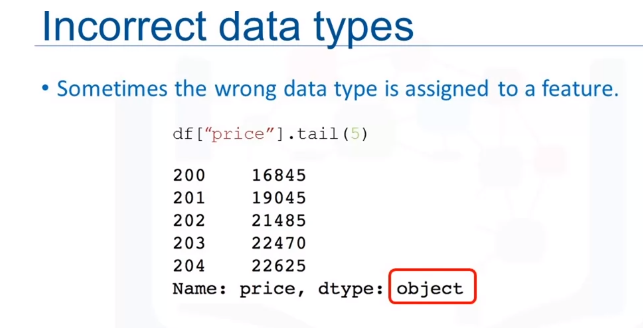 Incorrect data types
• Sometimes the wrong data type is assigned to a feature.
df[“price”].tail(5)
200 16845
201 19045
202 21485
203 22470
204 22625
Name: price, dtype: object